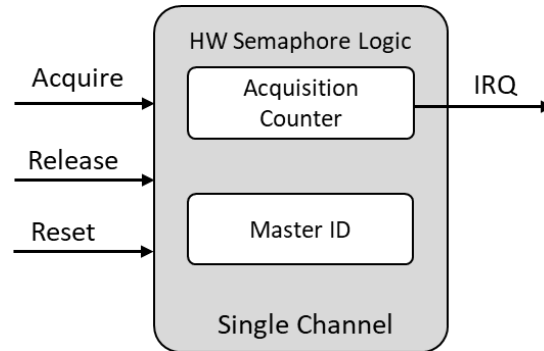 HW Semaphore Logic
Acquire
Acquisition
Counter
IRQ
Release
Reset
Master ID
Single Channel